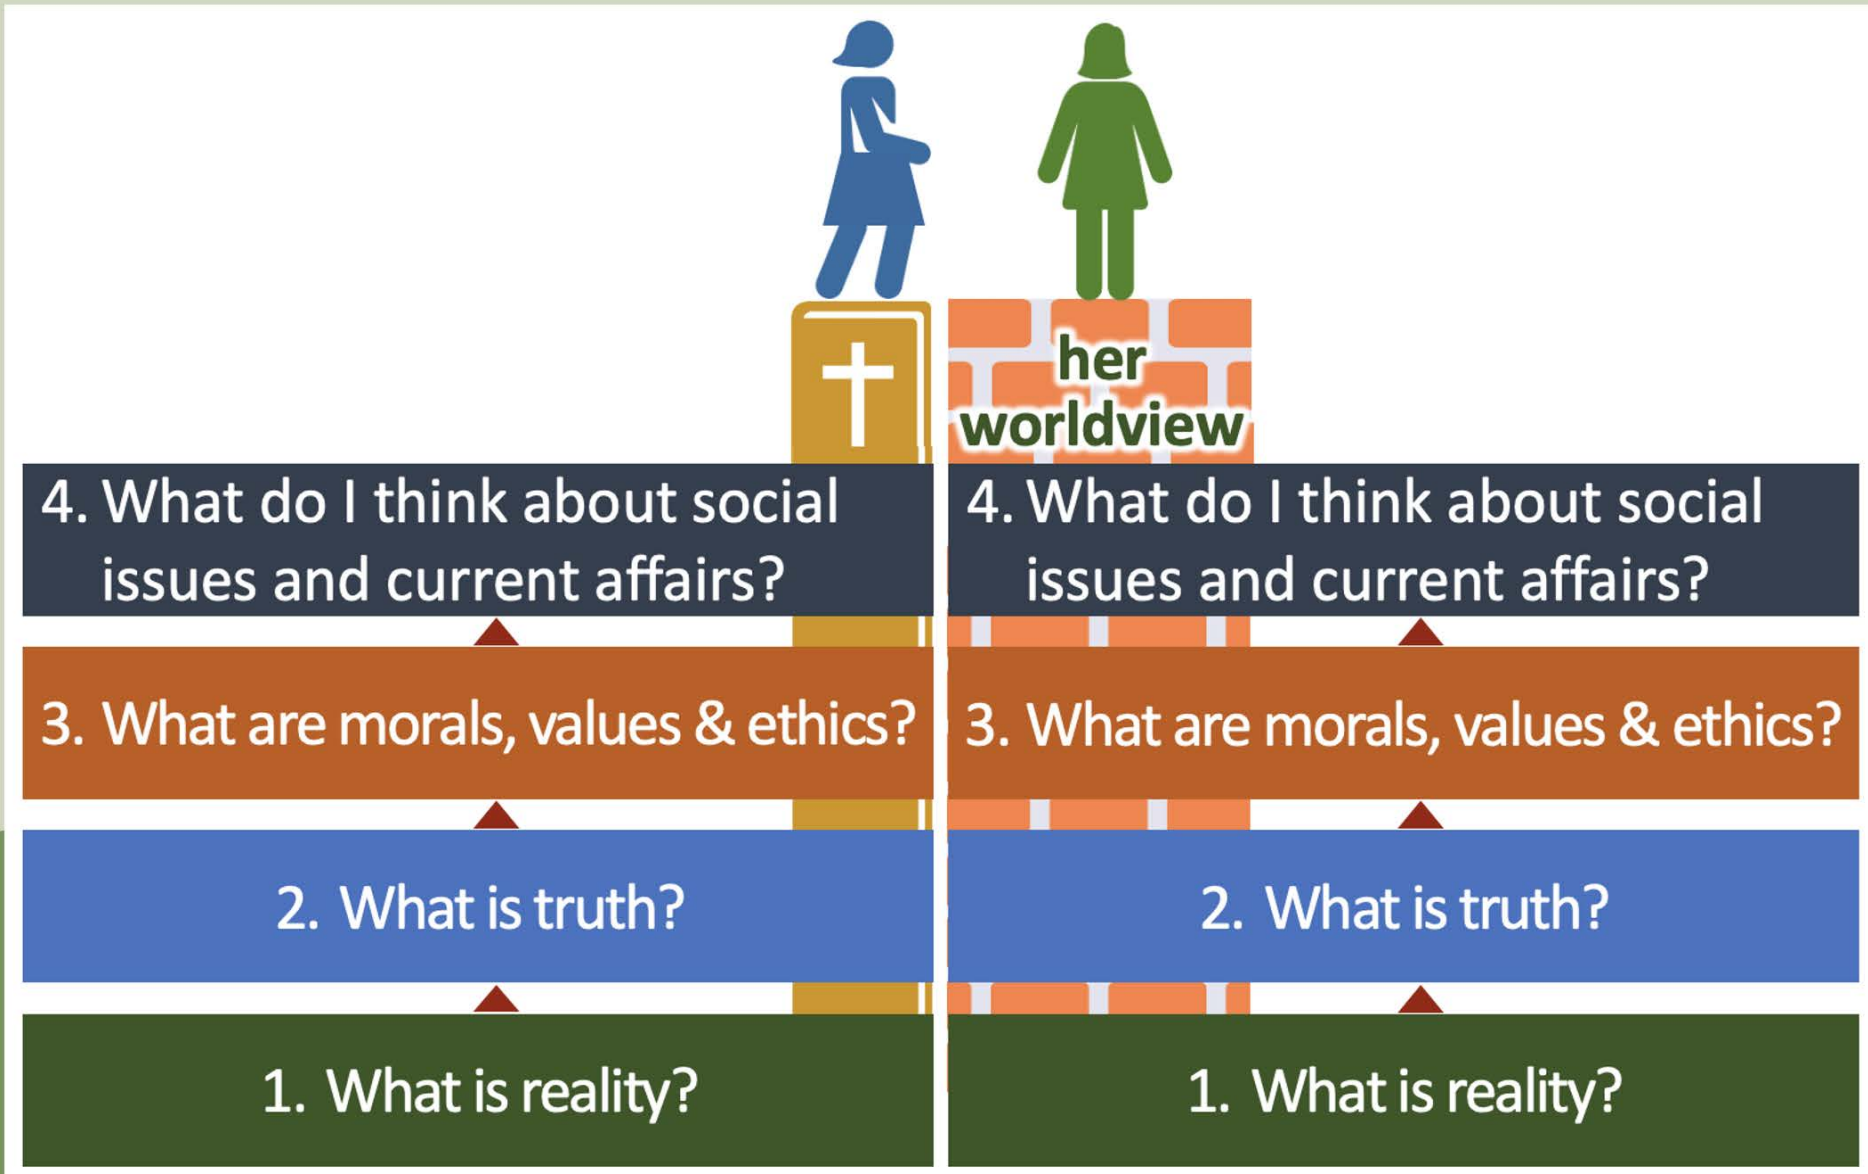 her
worldview
4. What do I think about social
issues and current affairs?
3. What are morals, values & ethics?
2. What is truth?
1. What is reality?
4. What do I think about social
issues and current affairs?
3. What are morals, values & ethics?
2. What is truth?
1. What is reality?